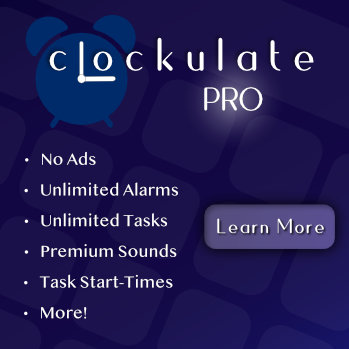 clockulate
PRO
• No Ads
• Unlimited Alarms
• Unlimited Tasks
• Premium Sounds
• Task Start-Times
• More!
Learn More